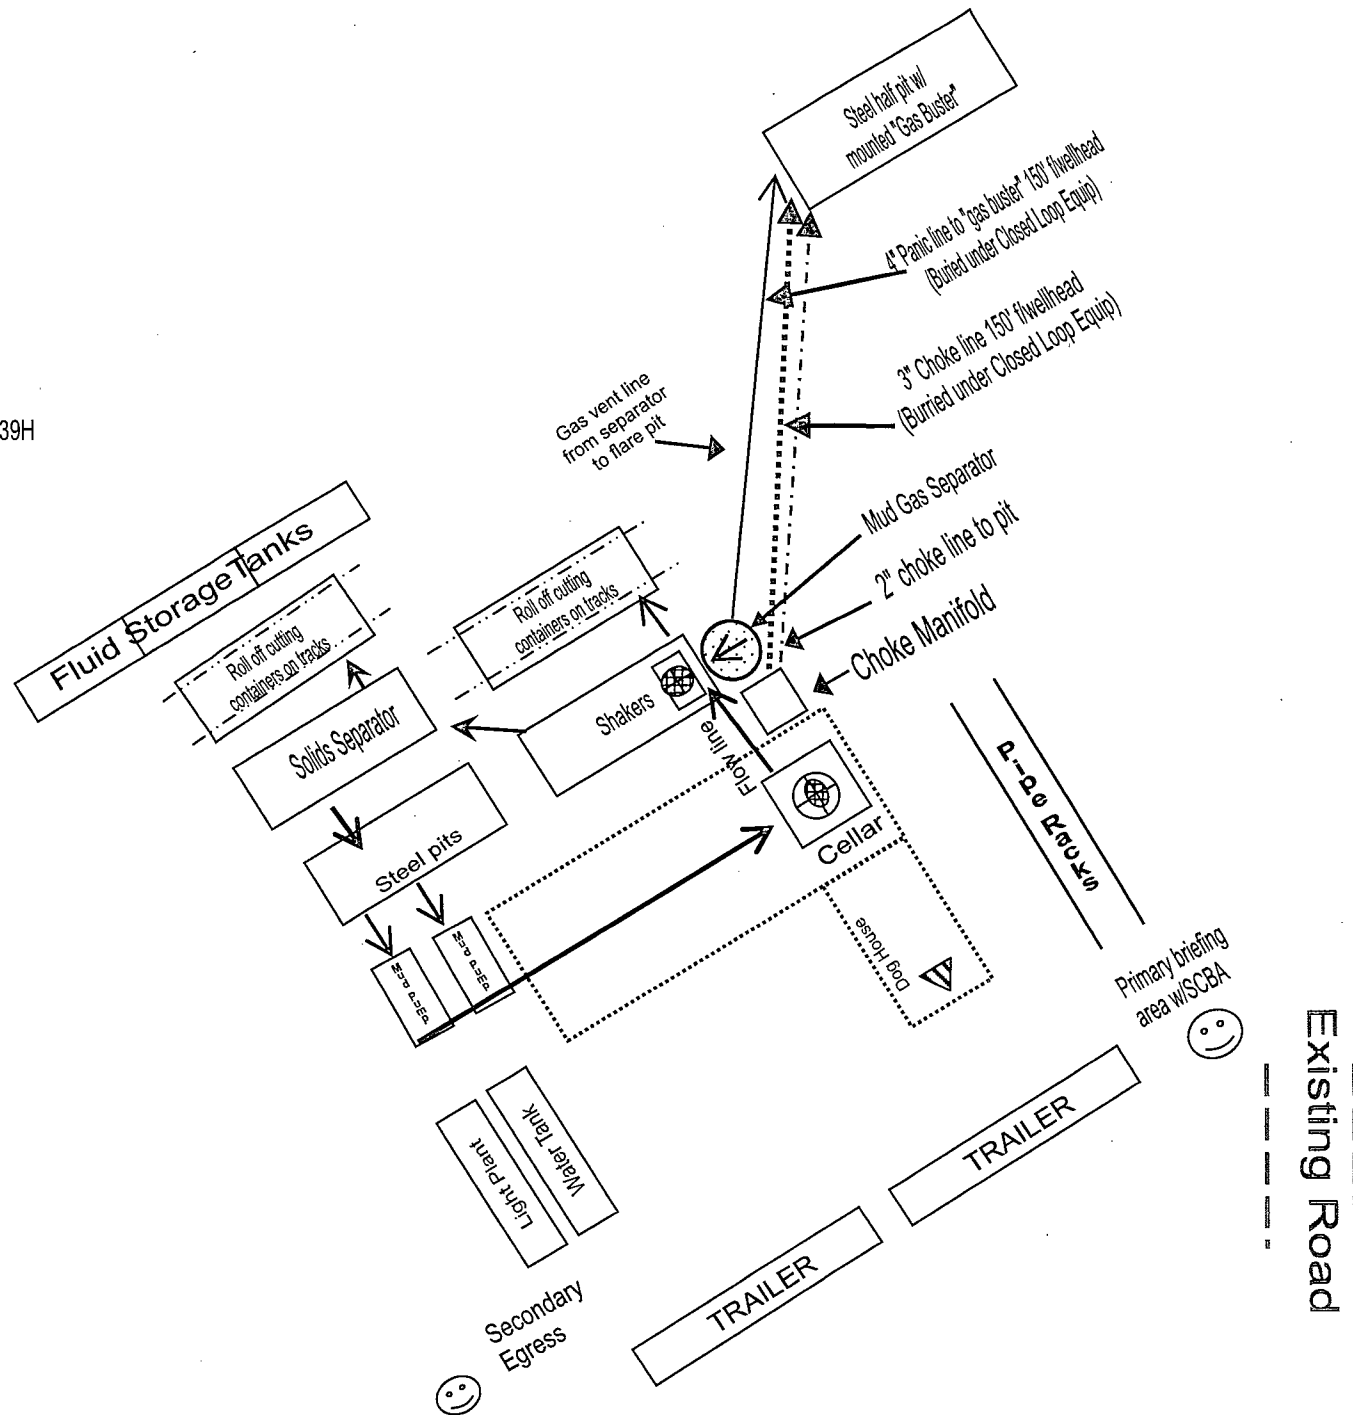 Steel half pit w/
mounted "Gas Buster"
4" Panic line to "gas buster" 150' f/wellhead
(Buried under Closed Loop Equip)
3" Choke line 150' f/wellhead
(Burried under Closed Loop Equip)
Gas vent line
from separator
to flare pit
39H
Mud Gas Separator
2" choke line to pit
Choke Manifold
Fluid StorageTanks
Roll off cutting
containers on tracks
Roll off cutting
containers on tracks
Solids Separator
Shakers
Flow line
Steel pits
Cellar
Pipe Racks
Mud Pump
Mud Pump
Dog House
Primary briefing
area w/SCBA
Existing Road
Water Tank
Light Plant
TRAILER
TRAILER
Secondary
Egress